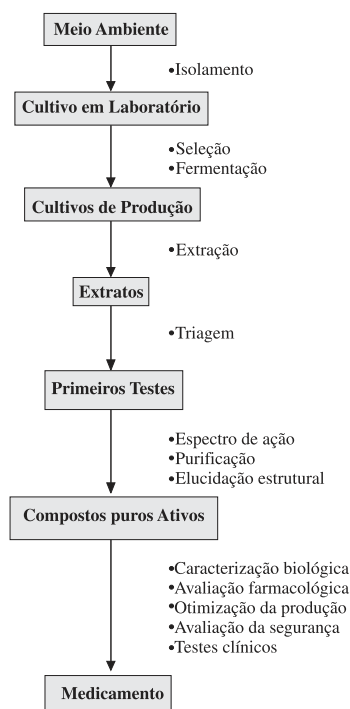 Meio Ambiente
•Isolamento
Cultivo em Laboratório
•Seleção
•Fermentação
Cultivos de Produção
•Extração
Extratos
•Triagem
Primeiros Testes
•Espectro de ação
•Purificação
•Elucidação estrutural
Compostos puros Ativos
•Caracterização biológica
•Avaliação farmacológica
•Otimização da produção
•Avaliação da segurança
•Testes clínicos
Medicamento